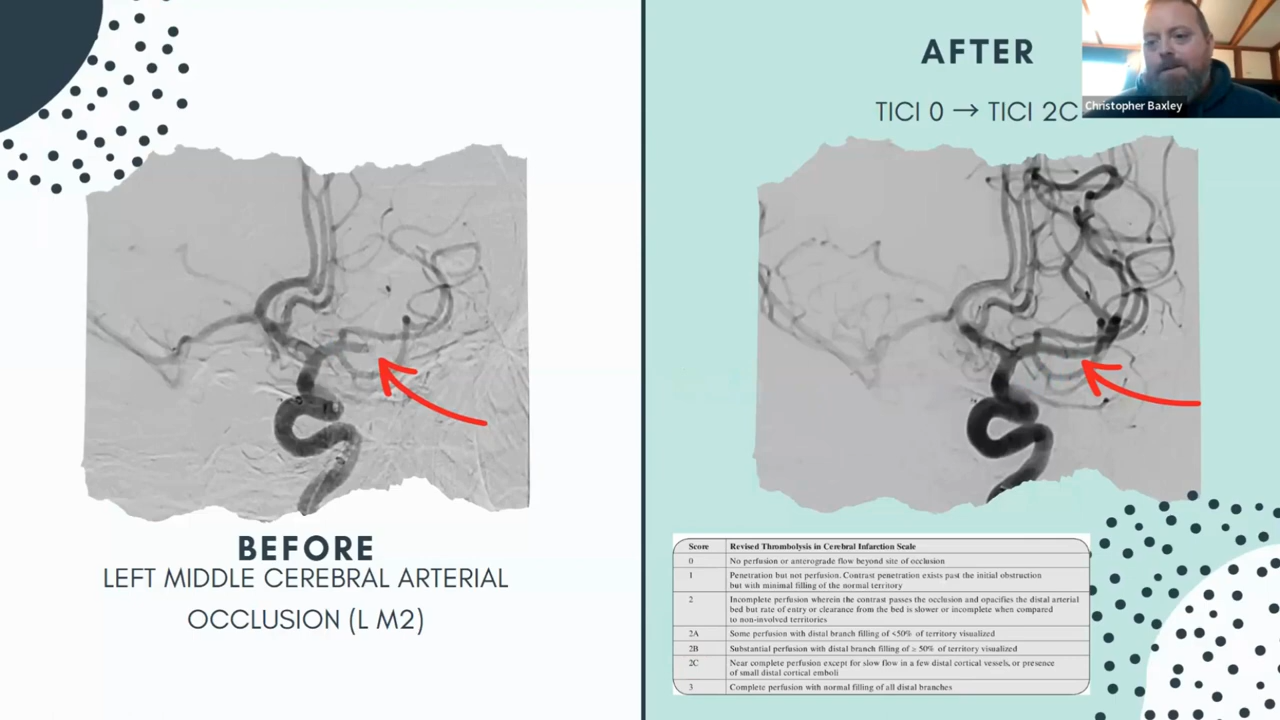 BEFORE
LEFT MIDDLE CEREBRAL ARTERIAL
OCCLUSION (L M2)
AFTER
TICI 0 → TICI 2C
Christopher Baxley
Score Revised Thrombolysis in Cerebral Infarction Scale
0 No perfusion or anterograde flow beyond site of occlusion
1 Penetration but not perfusion. Contrast penetration exists past the initial obstruction
but with minimal filling of the normal territory
2 Incomplete perfusion wherein the contrast passes the occlusion and opacifies the distal arterial
bed but rate of entry or clearance from the bed is slower or incomplete when compared
to non-involved territories
2A Some perfusion with distal branch filling of <50% of territory visualized
2B Substantial perfusion with distal branch filling of ≥ 50% of territory visualized
2C Near complete perfusion except for slow flow in a few distal cortical vessels, or presence
of small distal cortical emboli
3 Complete perfusion with normal filling of all distal branches